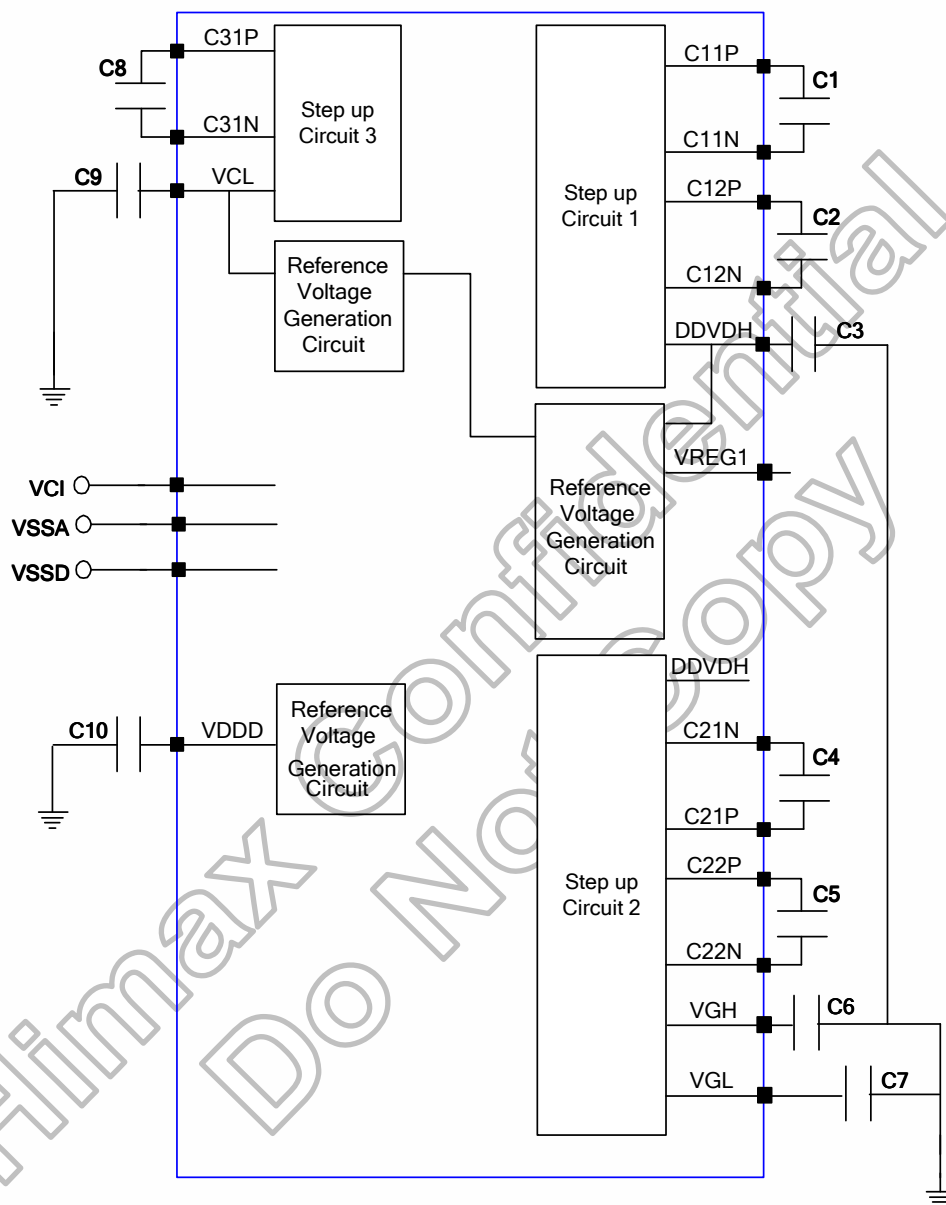 C31P
C8
C31N
Step up
Circuit 3
C9
VCL
Reference
Voltage
Generation
Circuit
C11P
C1
C11N
Step up
Circuit 1
C12P
C2
C12N
DDVDH
C3
VREG1
Reference
Voltage
Generation
Circuit
VCI
VSSA
VSSD
C10
VDDD
Reference
Voltage
Generation
Circuit
DDVDH
C21N
C4
C21P
Step up
Circuit 2
C22P
C5
C22N
VGH
C6
VGL
C7
Himax Confidential
Do Not Copy